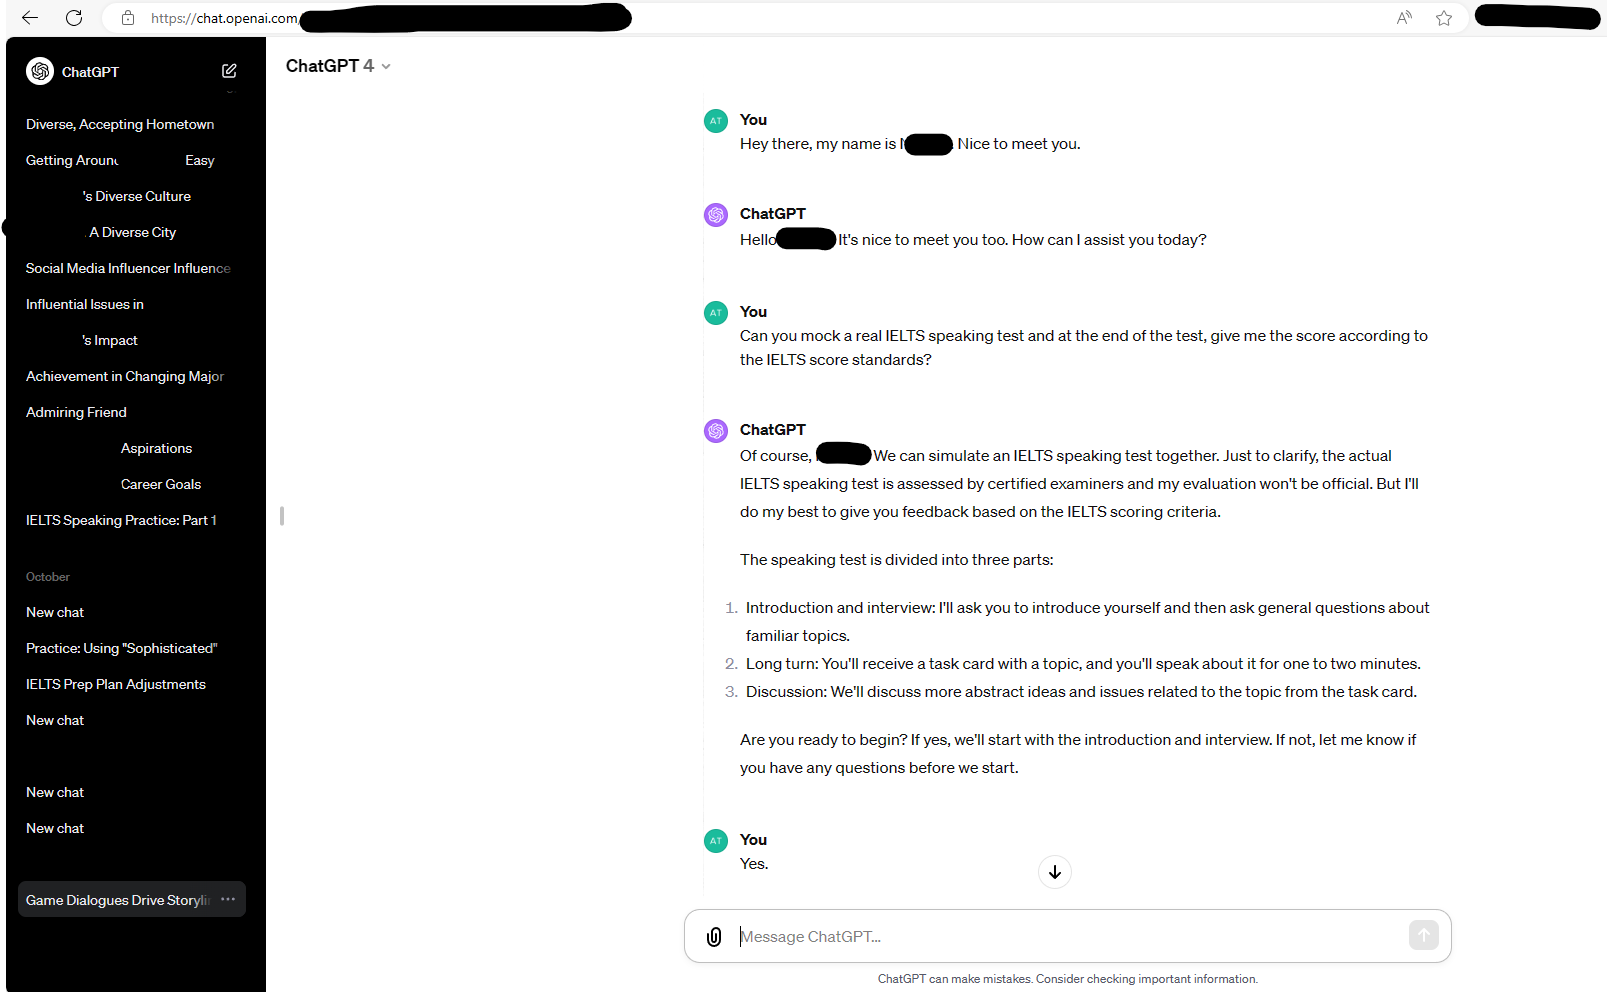 https://chat.openai.com
ChatGPT
Diverse, Accepting Hometown
Getting Around Easy
's Diverse Culture
A Diverse City
Social Media Influencer Influence
Influential Issues in
's Impact
Achievement in Changing Major
Admiring Friend
Aspirations
Career Goals
IELTS Speaking Practice: Part 1
October
New chat
Practice: Using "Sophisticated"
IELTS Prep Plan Adjustments
New chat
New chat
New chat
Game Dialogues Drive Storyli
ChatGPT 4
AT You
Hey there, my name is Nice to meet you.
ChatGPT
Hello It's nice to meet you too. How can I assist you today?
AT You
Can you mock a real IELTS speaking test and at the end of the test, give me the score according to
the IELTS score standards?
ChatGPT
Of course, We can simulate an IELTS speaking test together. Just to clarify, the actual
IELTS speaking test is assessed by certified examiners and my evaluation won't be official. But I'll
do my best to give you feedback based on the IELTS scoring criteria.
The speaking test is divided into three parts:
1. Introduction and interview: I'll ask you to introduce yourself and then ask general questions about
familiar topics.
2. Long turn: You'll receive a task card with a topic, and you'll speak about it for one to two minutes.
3. Discussion: We'll discuss more abstract ideas and issues related to the topic from the task card.
Are you ready to begin? If yes, we'll start with the introduction and interview. If not, let me know if
you have any questions before we start.
AT You
Yes.
Message ChatGPT...
ChatGPT can make mistakes. Consider checking important information.